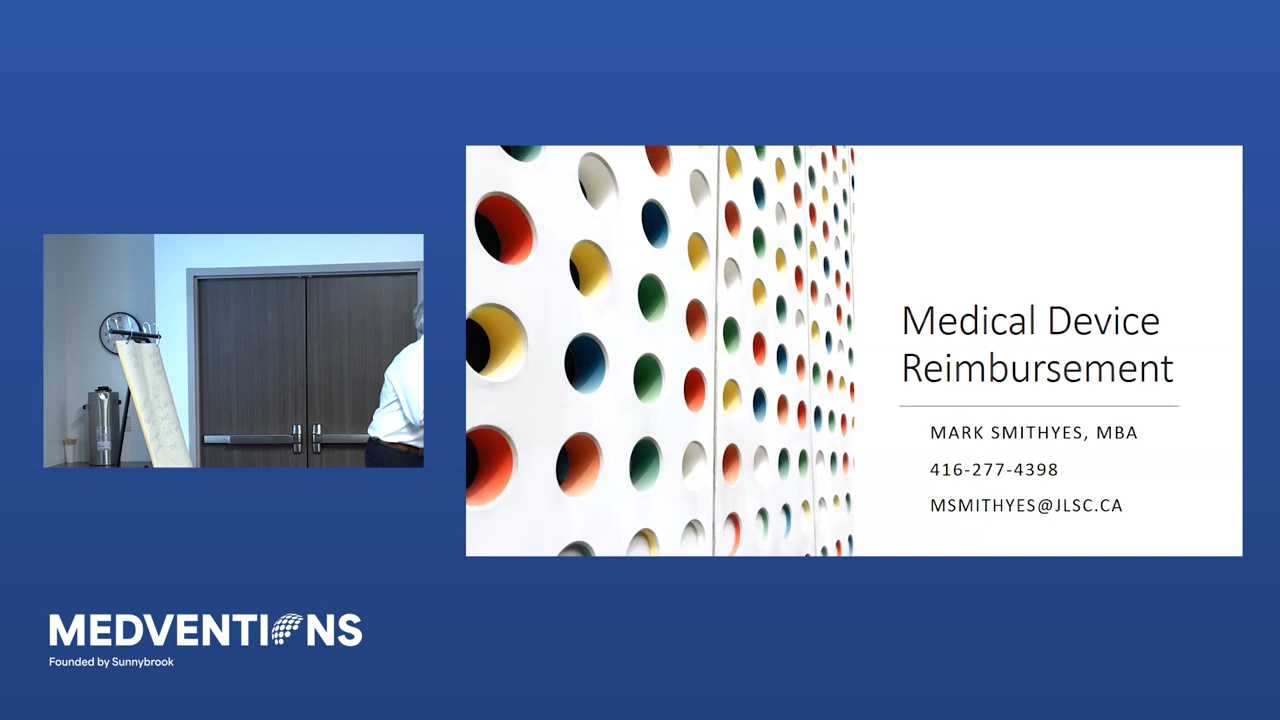 Medical Device
Reimbursement
MARK SMITHYES, MBA
416-277-4398
MSMITHYES@JLSC.CA
MEDVENTIONS
Founded by Sunnybrook